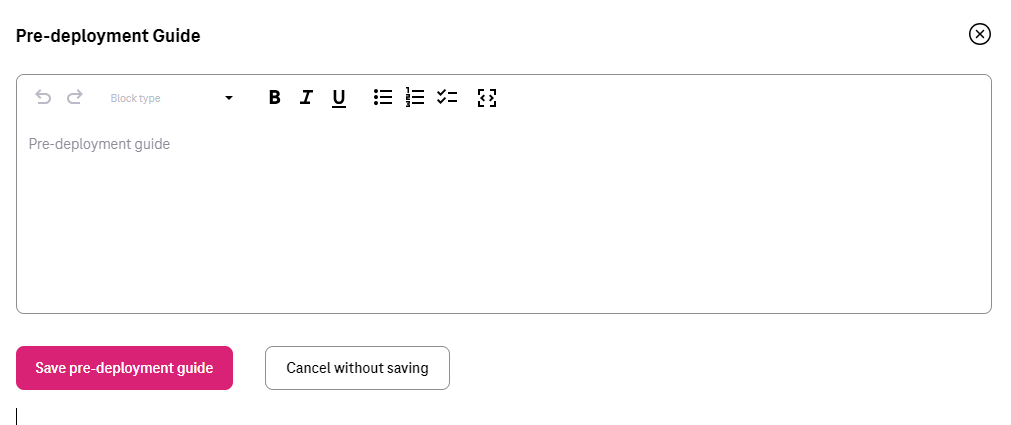 Pre-deployment Guide
Block type B I U
Pre-deployment guide
Save pre-deployment guide Cancel without saving